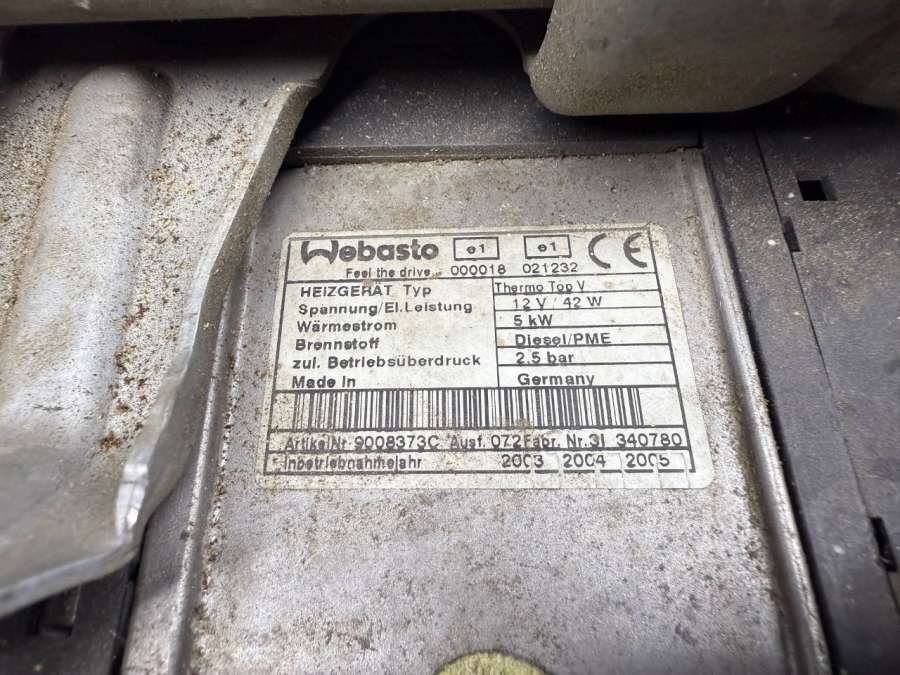 Webasto e1 e1 CE
Feel the drive 000018 021232
HEIZGERÄT Typ Thermo Top V
Spannung/El.Leistung 12 V / 42 W
Wärmestrom 5 kW
Brennstoff Diesel/PME
zul. Betriebsüberdruck 2.5 bar
Made In Germany
Artikel Nr. 9008373C Ausf. 072 Fabr. Nr. 31 340780
Inbetriebnahmejahr 2003 2004 2005